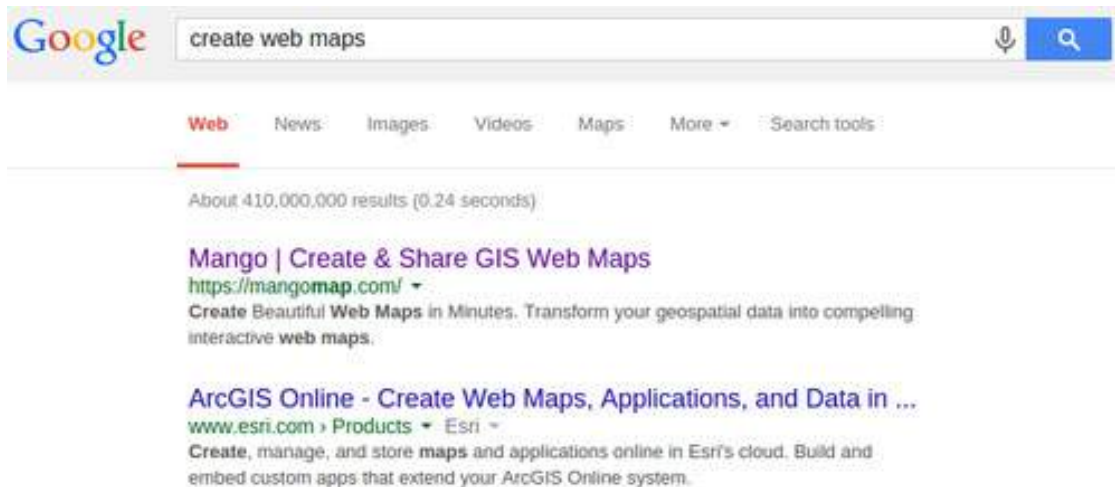 Google create web maps
Web News Images Videos Maps More Search tools
About 410,000,000 results (0.24 seconds)
Mango | Create & Share GIS Web Maps
https://mangomap.com/
Create Beautiful Web Maps in Minutes. Transform your geospatial data into compelling
interactive web maps.
ArcGIS Online - Create Web Maps, Applications, and Data in ...
www.esri.com › Products Esri
Create, manage, and store maps and applications online in Esri's cloud. Build and
embed custom apps that extend your ArcGIS Online system.